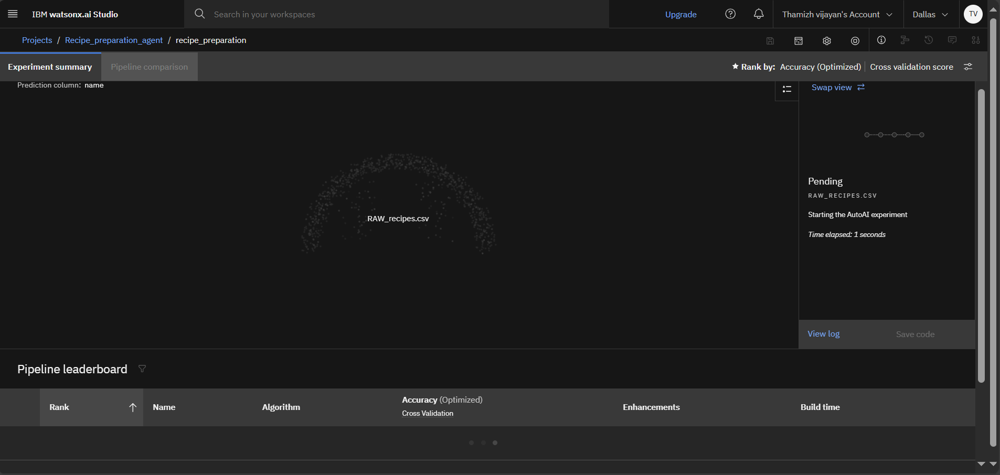 IBM watsonx.ai Studio
Search in your workspaces
Upgrade
Thamizh vijayan's Account
Dallas
TV
Projects / Recipe_preparation_agent / recipe_preparation
Experiment summary
Pipeline comparison
Rank by: Accuracy (Optimized) | Cross validation score
Prediction column: name
Swap view
RAW_recipes.csv
Pending
RAW_RECIPES.CSV
Starting the AutoAI experiment
Time elapsed: 1 seconds
View log
Save code
Pipeline leaderboard
Rank
Name
Algorithm
Accuracy (Optimized)
Cross Validation
Enhancements
Build time